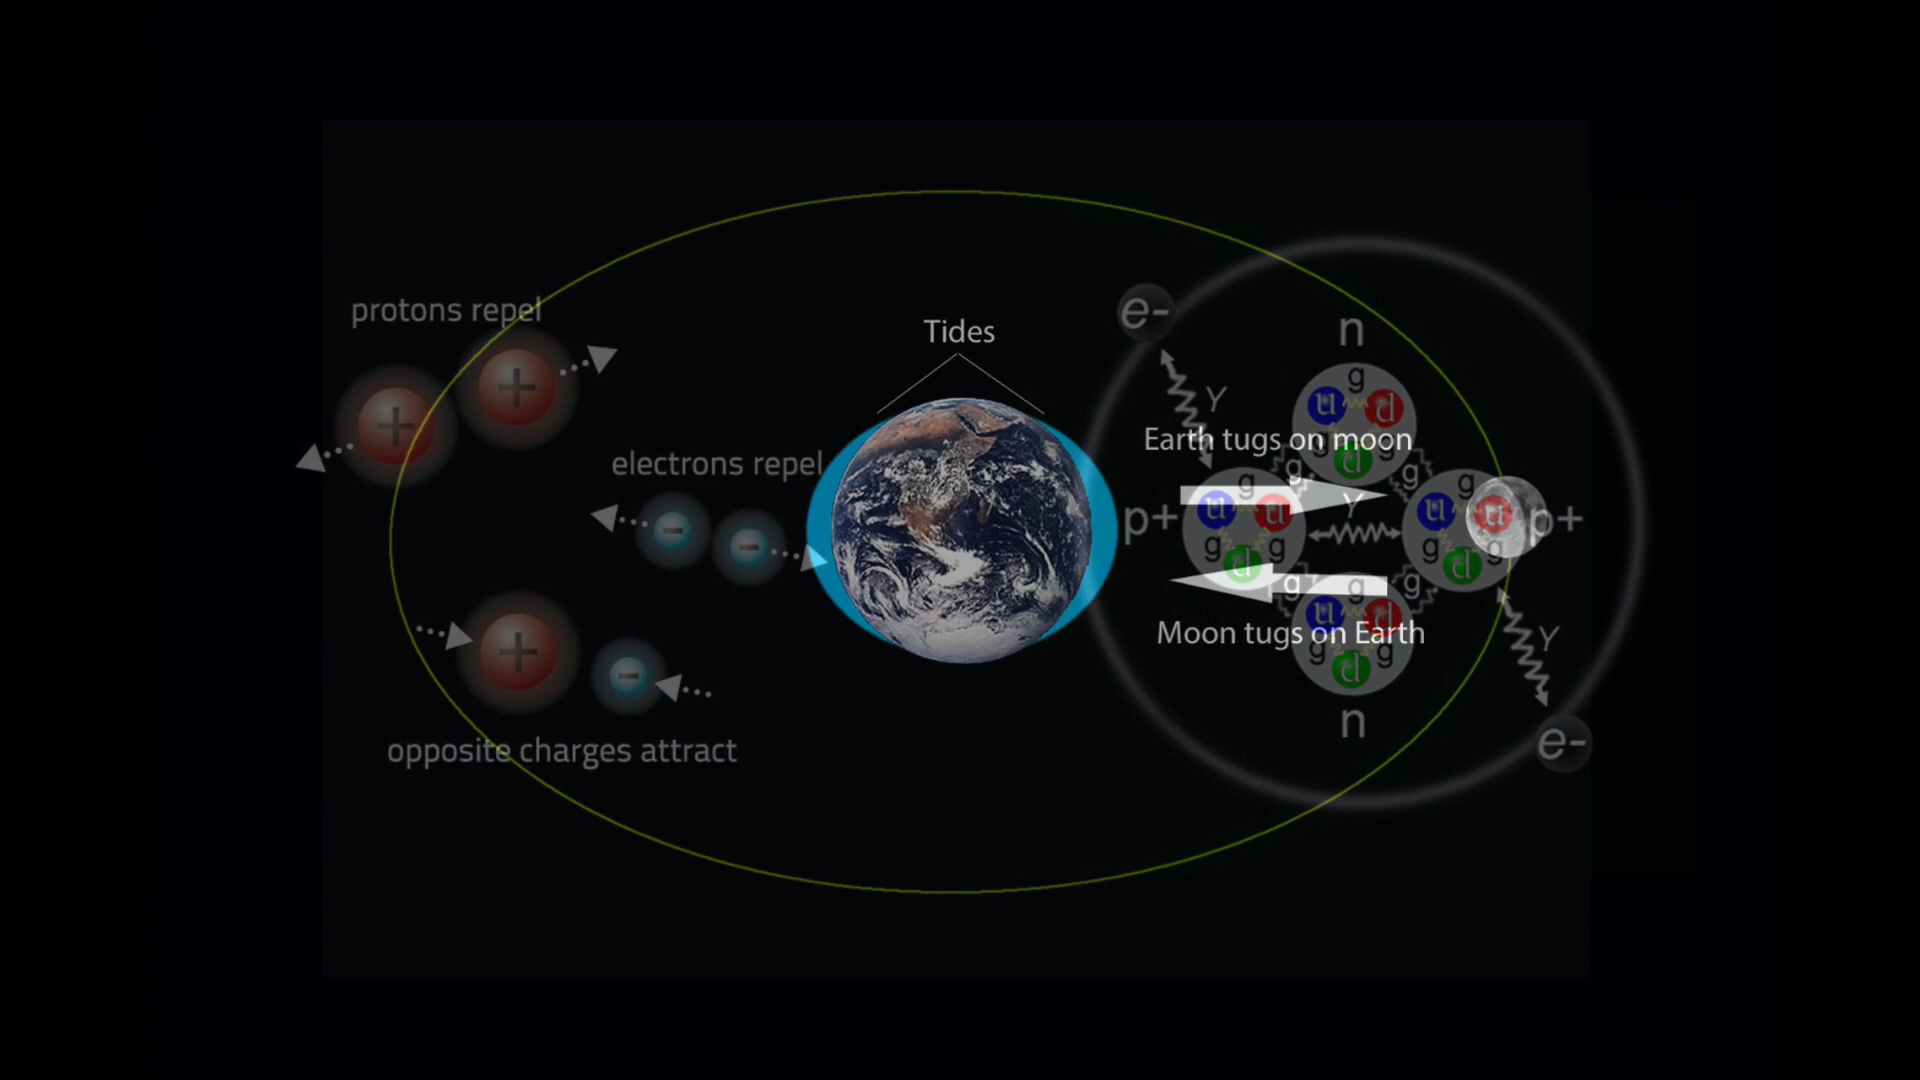 protons repel
+
+
electrons repel
-
-
+
-
opposite charges attract
Tides
Earth tugs on moon
Moon tugs on Earth
e-
Y
n
g
u d
g g
d
g g
p+
g
u u
g g
d
Y
g
u u
g g
d
p+
g g
g
u d
g g
d
n
Y
e-